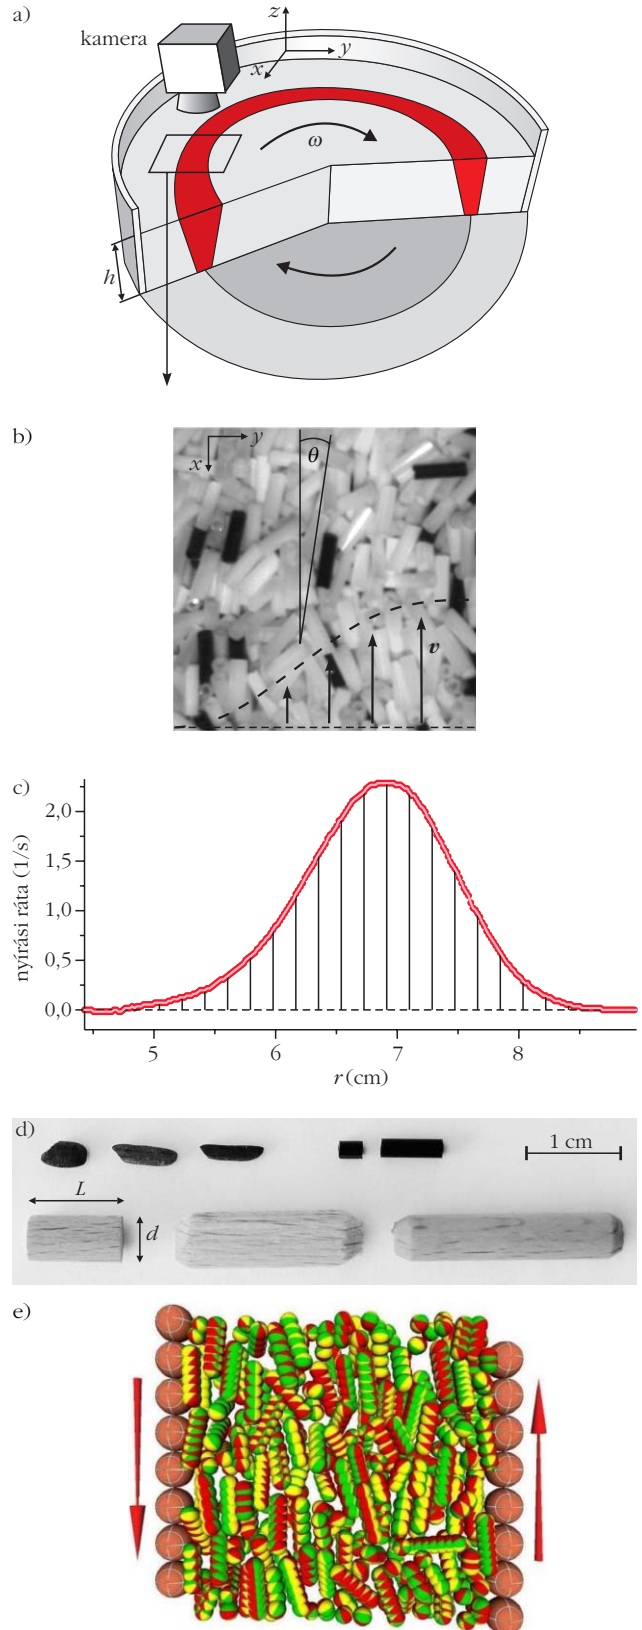 a)
kamera
z
y
x
ω
h
b)
y
x
θ
v
c)
nyírási ráta (1/s)
2,0
1,5
1,0
0,5
0,0
5 6 7 8
r (cm)
d)
1 cm
L
d
e)